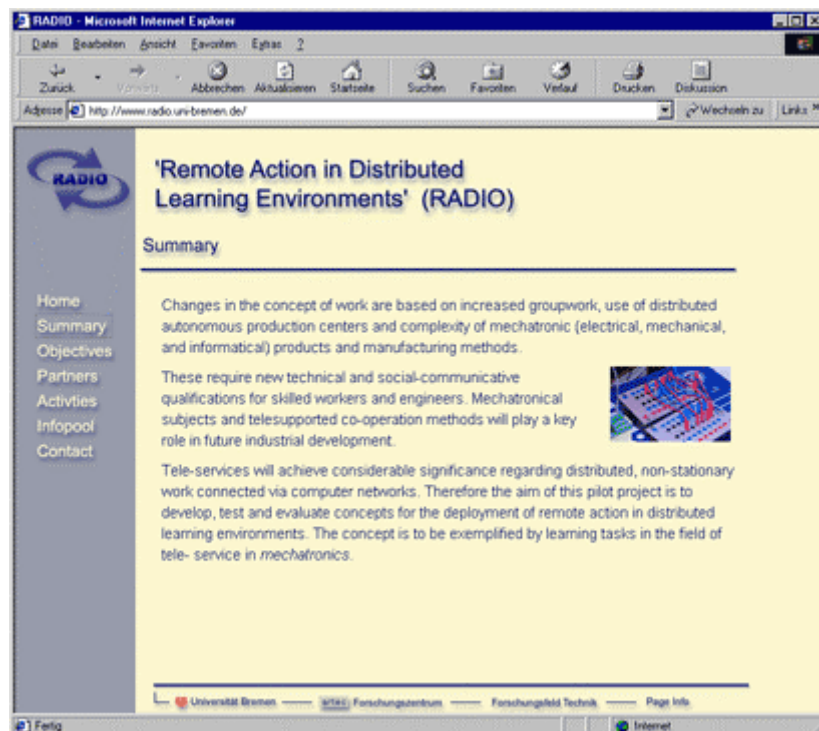 RADIO - Microsoft Internet Explorer
Datei Bearbeiten Ansicht Favoriten Extras ?
Zurück Vorwärts Abbrechen Aktualisieren Startseite Suchen Favoriten Verlauf Drucken Diskussion
Adresse http://www.radio.uni-bremen.de/ Wechseln zu Links »
RADIO
'Remote Action in Distributed
Learning Environments' (RADIO)
Summary
Home
Summary
Objectives
Partners
Activties
Infopool
Contact
Changes in the concept of work are based on increased groupwork, use of distributed
autonomous production centers and complexity of mechatronic (electrical, mechanical,
and informatical) products and manufacturing methods.
These require new technical and social-communicative
qualifications for skilled workers and engineers. Mechatronical
subjects and telesupported co-operation methods will play a key
role in future industrial development.
Tele-services will achieve considerable significance regarding distributed, non-stationary
work connected via computer networks. Therefore the aim of this pilot project is to
develop, test and evaluate concepts for the deployment of remote action in distributed
learning environments. The concept is to be exemplified by learning tasks in the field of
tele- service in mechatronics.
Universität Bremen artec Forschungszentrum Forschungsfeld Technik Page Info
Fertig Internet